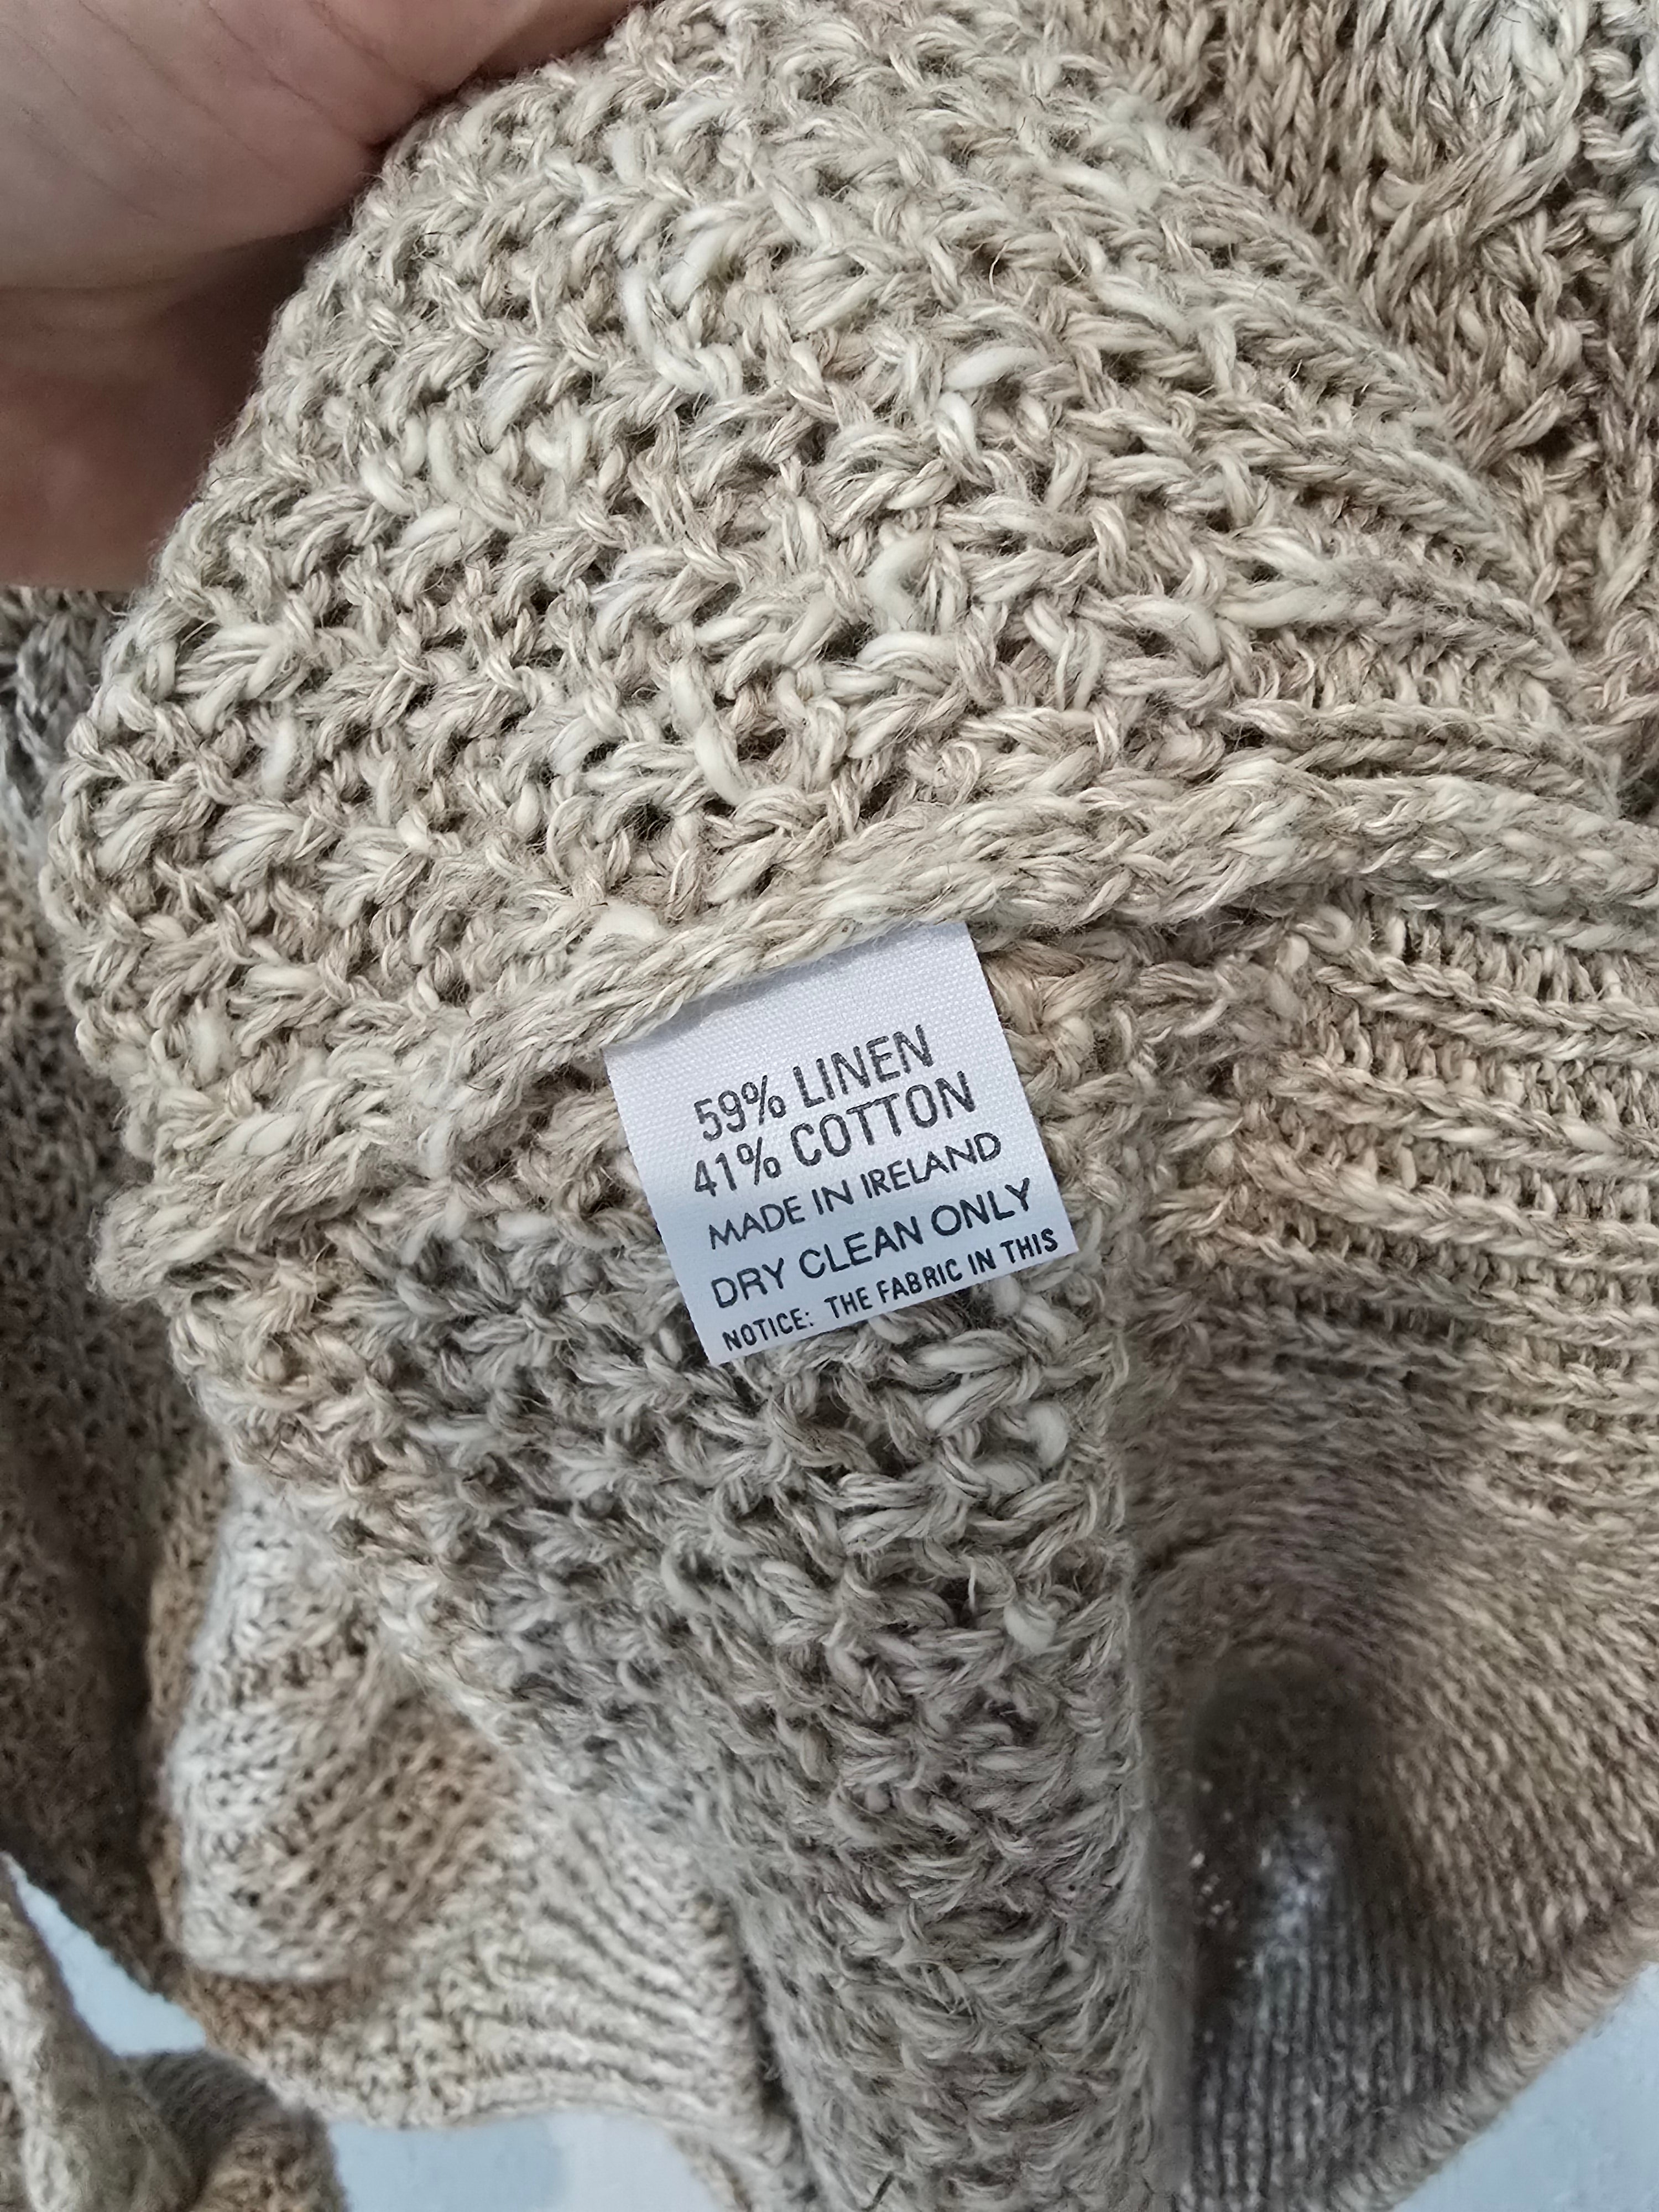 59% LINEN
41% COTTON
MADE IN IRELAND
DRY CLEAN ONLY
NOTICE: THE FABRIC IN THIS